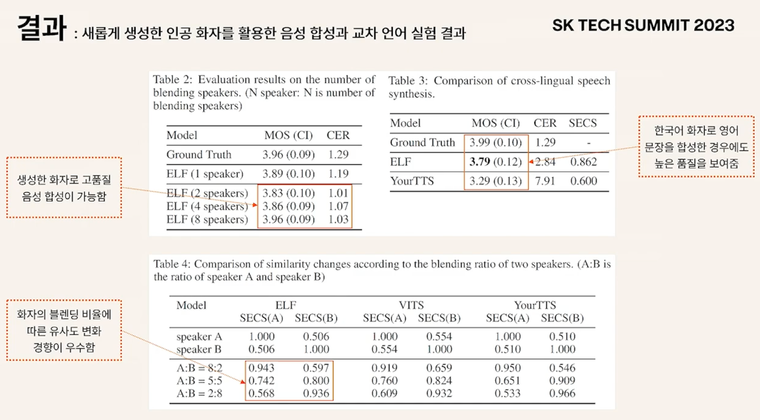 결과 : 새롭게 생성한 인공 화자를 활용한 음성 합성과 교차 언어 실험 결과
SK TECH SUMMIT 2023
Table 2: Evaluation results on the number of
blending speakers. (N speaker: N is number of
blending speakers)
Model MOS (CI) CER
Ground Truth 3.96 (0.09) 1.29
ELF (1 speaker) 3.89 (0.10) 1.19
ELF (2 speakers) 3.83 (0.10) 1.01
ELF (4 speakers) 3.86 (0.09) 1.07
ELF (8 speakers) 3.96 (0.09) 1.03
Table 3: Comparison of cross-lingual speech
synthesis.
Model MOS (CI) CER SECS
Ground Truth 3.99 (0.10) 1.29 -
ELF 3.79 (0.12) 2.84 0.862
YourTTS 3.29 (0.13) 7.91 0.600
한국어 화자로 영어
문장을 합성한 경우에도
높은 품질을 보여줌
생성한 화자로 고품질
음성 합성이 가능함
Table 4: Comparison of similarity changes according to the blending ratio of two speakers. (A:B is
the ratio of speaker A and speaker B)
Model ELF VITS YourTTS
SECS(A) SECS(B) SECS(A) SECS(B) SECS(A) SECS(B)
speaker A 1.000 0.506 1.000 0.554 1.000 0.510
speaker B 0.506 1.000 0.554 1.000 0.510 1.000
A:B = 8:2 0.943 0.597 0.919 0.659 0.950 0.546
A:B = 5:5 0.742 0.800 0.760 0.824 0.651 0.909
A:B = 2:8 0.568 0.936 0.609 0.932 0.533 0.966
화자의 블렌딩 비율에
따른 유사도 변화
경향이 우수함